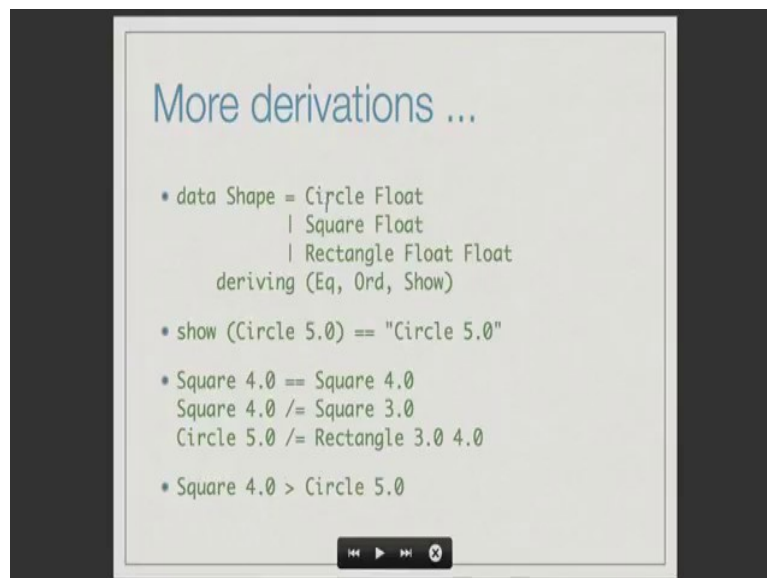 More derivations ...
• data Shape = Circle Float
| Square Float
| Rectangle Float Float
deriving (Eq, Ord, Show)
• show (Circle 5.0) == "Circle 5.0"
• Square 4.0 == Square 4.0
Square 4.0 /= Square 3.0
Circle 5.0 /= Rectangle 3.0 4.0
• Square 4.0 > Circle 5.0